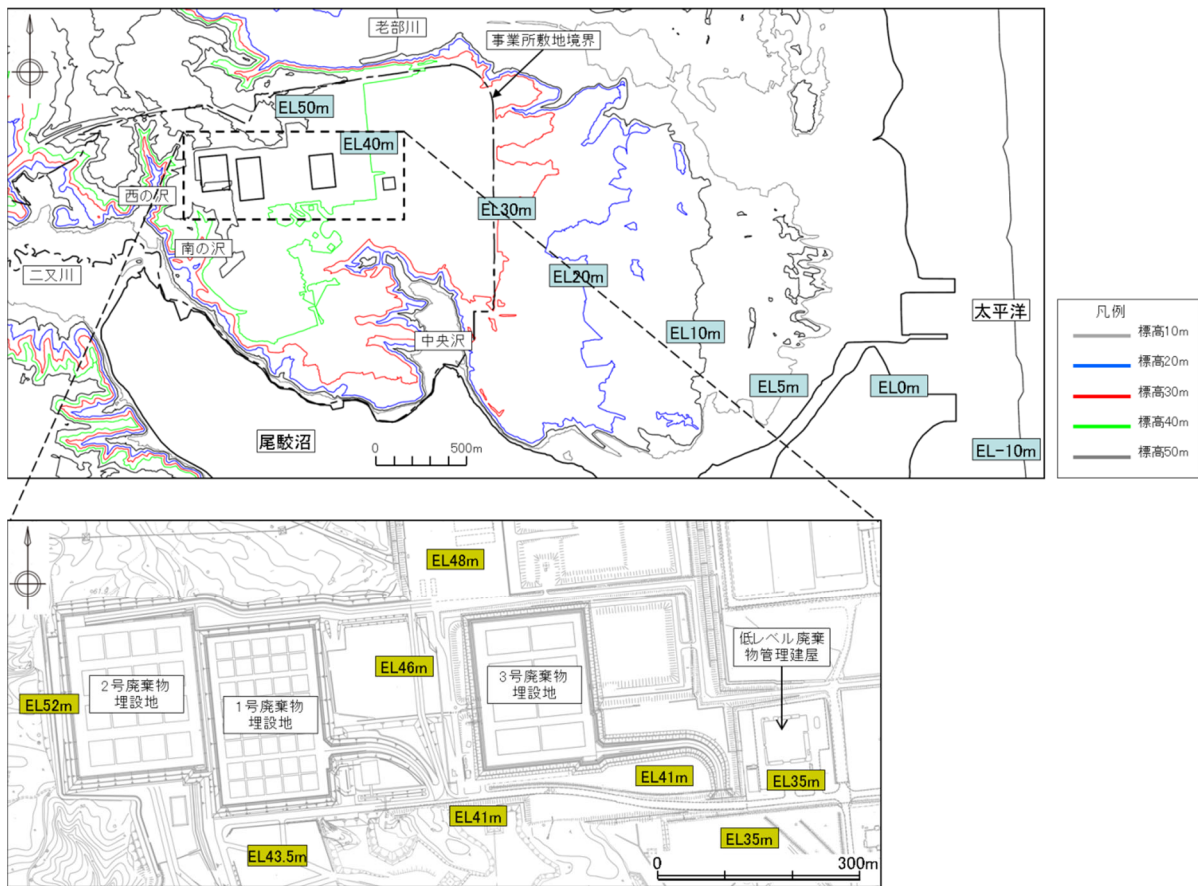 老部川
事業所敷地境界
EL50m
EL40m
西の沢
EL30m
南の沢
二又川
EL20m
太平洋
凡例
標高10m
中央沢
EL10m
標高20m
EL5m
EL0m
標高30m
尾駮沼
0
500m
標高40m
EL-10m
標高50m
EL48m
低レベル廃棄
物管理建屋
EL46m
3号廃棄物
埋設地
2号廃棄物
埋設地
EL52m
1号廃棄物
埋設地
EL41m
EL35m
EL41m
EL35m
EL43.5m
0
300m